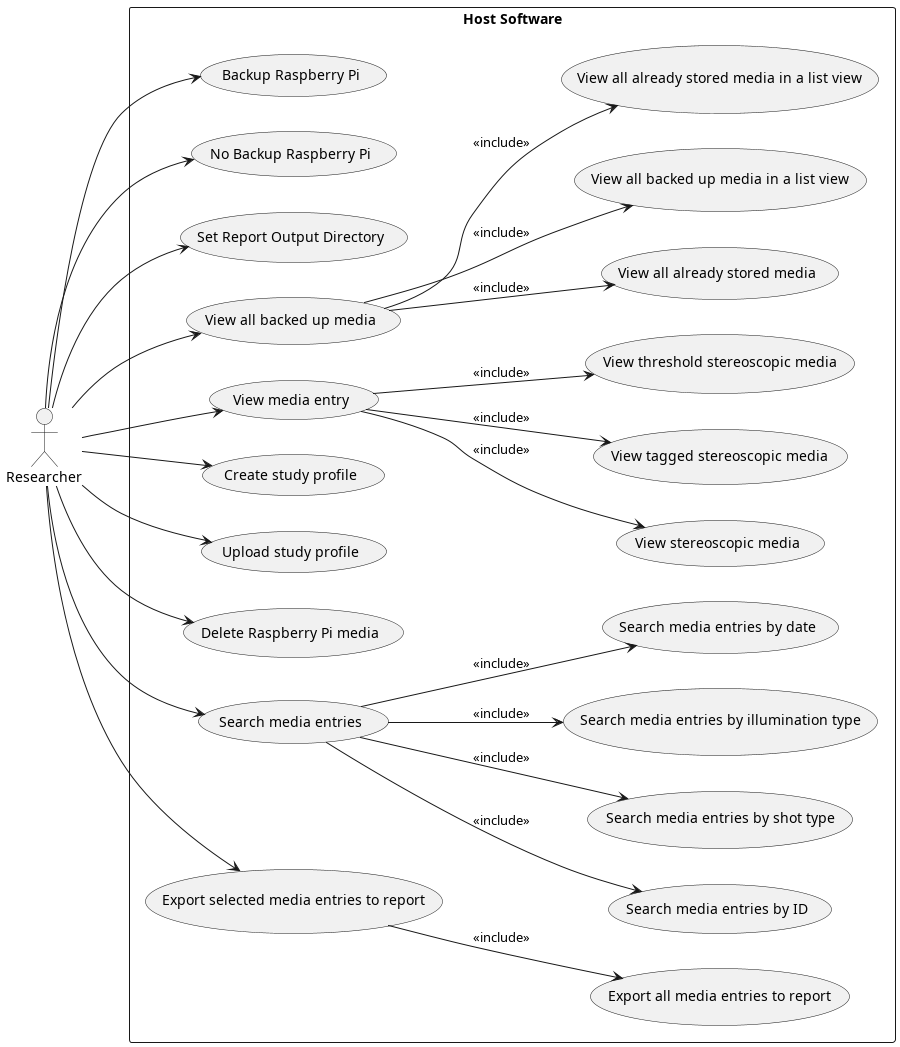 Host Software
Backup Raspberry Pi
No Backup Raspberry Pi
Set Report Output Directory
View all backed up media
View media entry
Researcher
Create study profile
Upload study profile
Delete Raspberry Pi media
Search media entries
Export selected media entries to report
«include»
«include»
«include»
«include»
«include»
«include»
«include»
«include»
«include»
«include»
«include»
View all already stored media in a list view
View all backed up media in a list view
View all already stored media
View threshold stereoscopic media
View tagged stereoscopic media
View stereoscopic media
Search media entries by date
Search media entries by illumination type
Search media entries by shot type
Search media entries by ID
Export all media entries to report